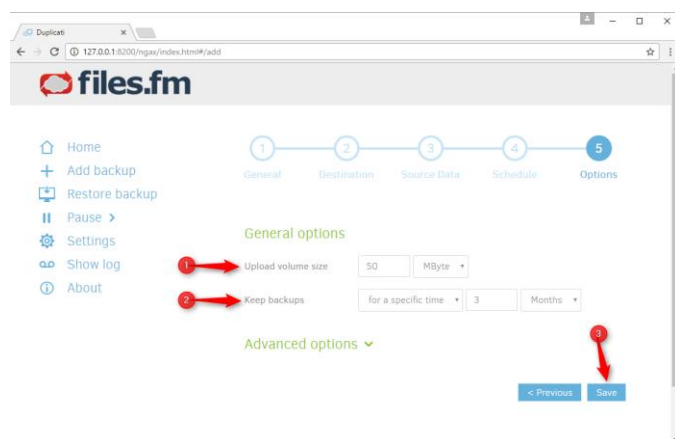 Duplicati
127.0.0.1:8200/ngax/index.html#/add
files.fm
Home
Add backup
Restore backup
Pause >
Settings
Show log
About
1 2 3 4 5
General Destination Source Data Schedule Options
General options
1 Upload volume size 50 MByte
2 Keep backups for a specific time 3 Months
Advanced options
3
< Previous Save